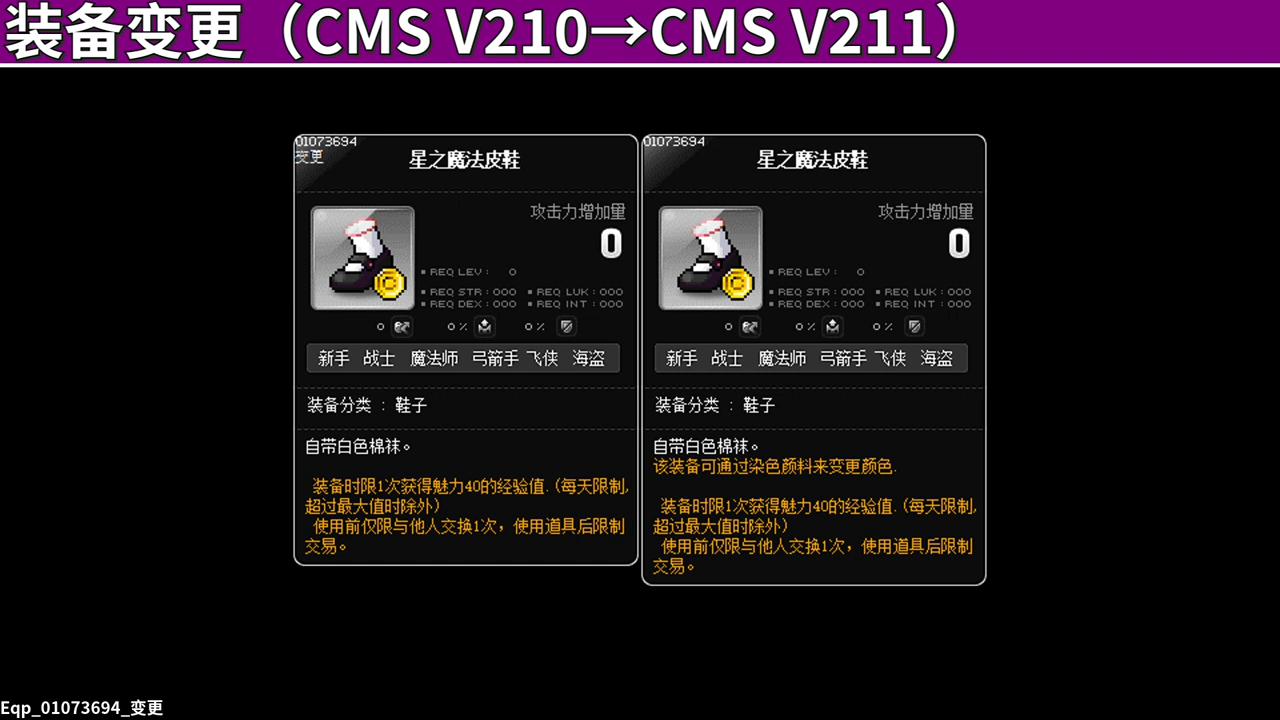 装备变更（CMS V210→CMS V211）
01073694
变更
星之魔法皮鞋
攻击力增加量
0
REQ LEV : 0
REQ STR : 000 REQ LUK : 000
REQ DEX : 000 REQ INT : 000
0 0 % 0 %
新手 战士 魔法师 弓箭手 飞侠 海盗
装备分类 : 鞋子
自带白色棉袜。
装备时限1次获得魅力40的经验值. (每天限制,
超过最大值时除外)
使用前仅限与他人交换1次，使用道具后限制
交易。
01073694
星之魔法皮鞋
攻击力增加量
0
REQ LEV : 0
REQ STR : 000 REQ LUK : 000
REQ DEX : 000 REQ INT : 000
0 0 % 0 %
新手 战士 魔法师 弓箭手 飞侠 海盗
装备分类 : 鞋子
自带白色棉袜。
该装备可通过染色颜料来变更颜色.
装备时限1次获得魅力40的经验值. (每天限制,
超过最大值时除外)
使用前仅限与他人交换1次，使用道具后限制
交易。
Eqp_01073694_变更